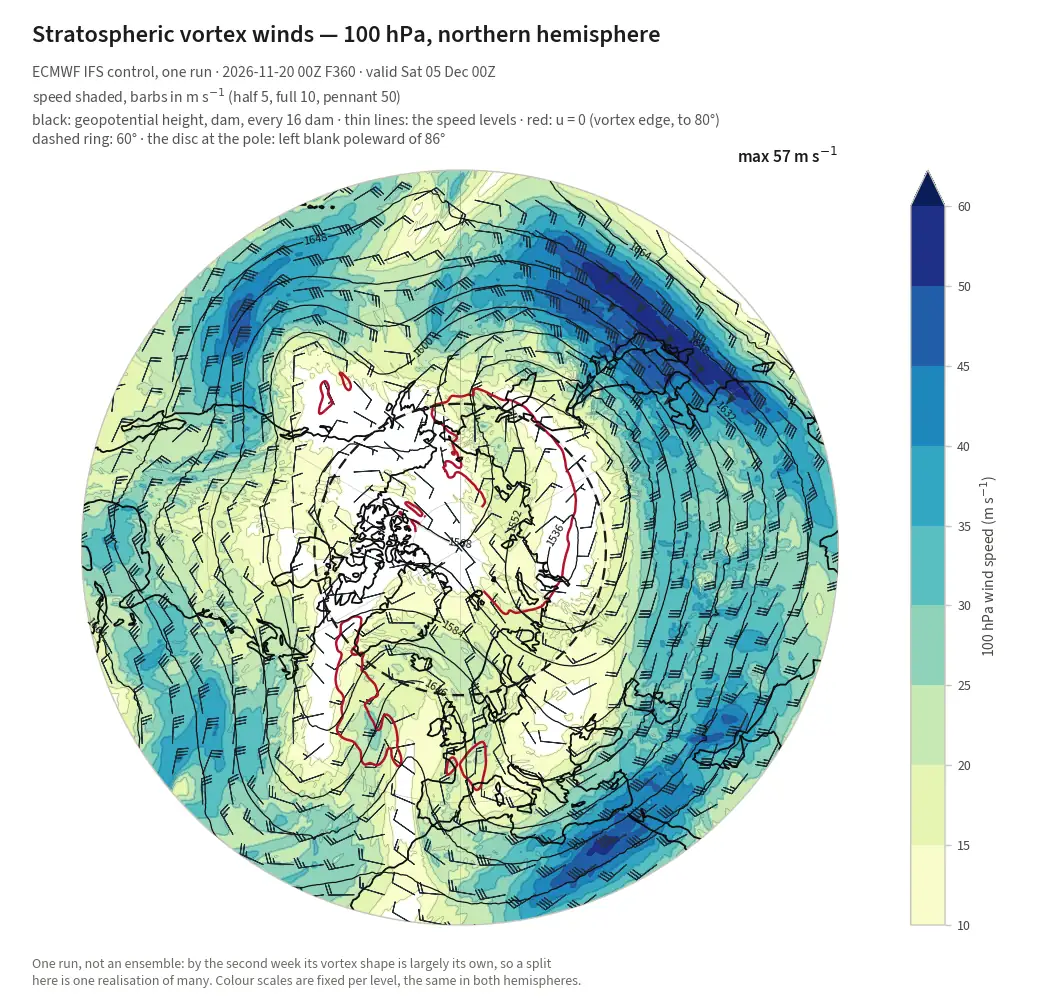 Stratospheric vortex winds — 100 hPa, northern hemisphere
ECMWF IFS control, one run · 2026-11-20 00Z F360 · valid Sat 05 Dec 00Z
speed shaded, barbs in m s⁻¹ (half 5, full 10, pennant 50)
black: geopotential height, dam, every 16 dam · thin lines: the speed levels · red: u = 0 (vortex edge, to 80°)
dashed ring: 60° · the disc at the pole: left blank poleward of 86°
max 57 m s⁻¹
1648
1600
1632
1552
1536
1568
1584
60
50
45
40
35
30
25
20
15
10
100 hPa wind speed (m s⁻¹)
One run, not an ensemble: by the second week its vortex shape is largely its own, so a split
here is one realisation of many. Colour scales are fixed per level, the same in both hemispheres.